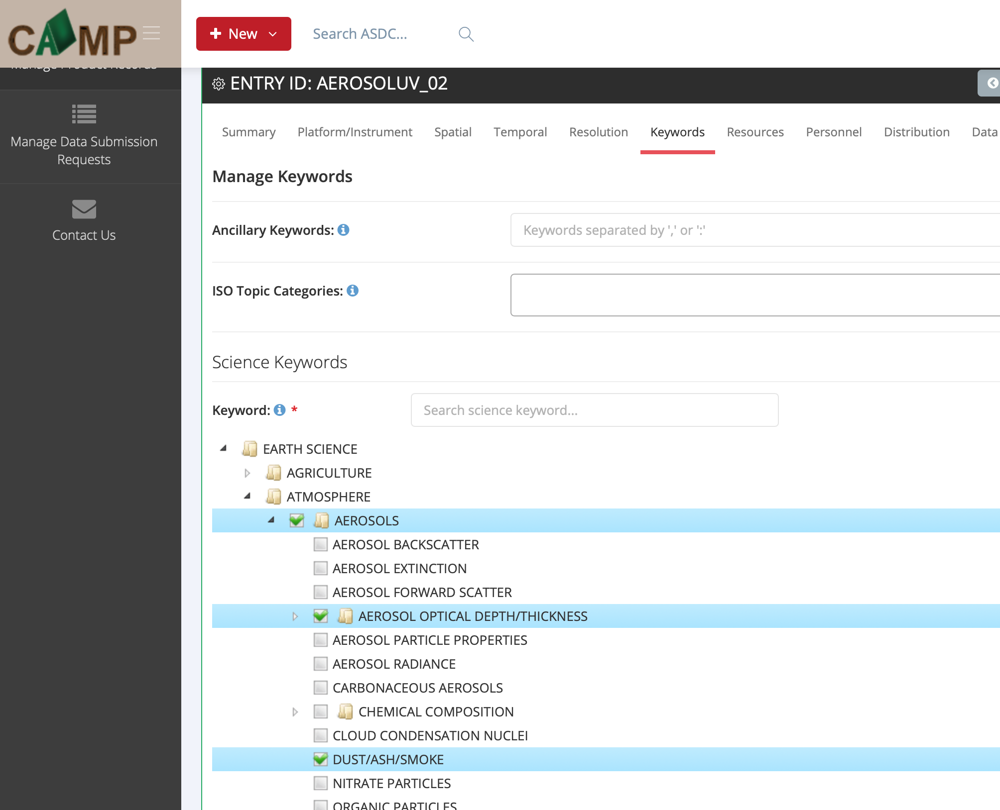 CAMP
New
Search ASDC...
Manage Product Records
ENTRY ID: AEROSOLUV_02
Manage Data Submission
Requests
Contact Us
Summary Platform/Instrument Spatial Temporal Resolution Keywords Resources Personnel Distribution Data
Manage Keywords
Ancillary Keywords:
Keywords separated by ',' or ':'
ISO Topic Categories:
Science Keywords
Keyword: *
Search science keyword...
EARTH SCIENCE
AGRICULTURE
ATMOSPHERE
AEROSOLS
AEROSOL BACKSCATTER
AEROSOL EXTINCTION
AEROSOL FORWARD SCATTER
AEROSOL OPTICAL DEPTH/THICKNESS
AEROSOL PARTICLE PROPERTIES
AEROSOL RADIANCE
CARBONACEOUS AEROSOLS
CHEMICAL COMPOSITION
CLOUD CONDENSATION NUCLEI
DUST/ASH/SMOKE
NITRATE PARTICLES
ORGANIC PARTICLES